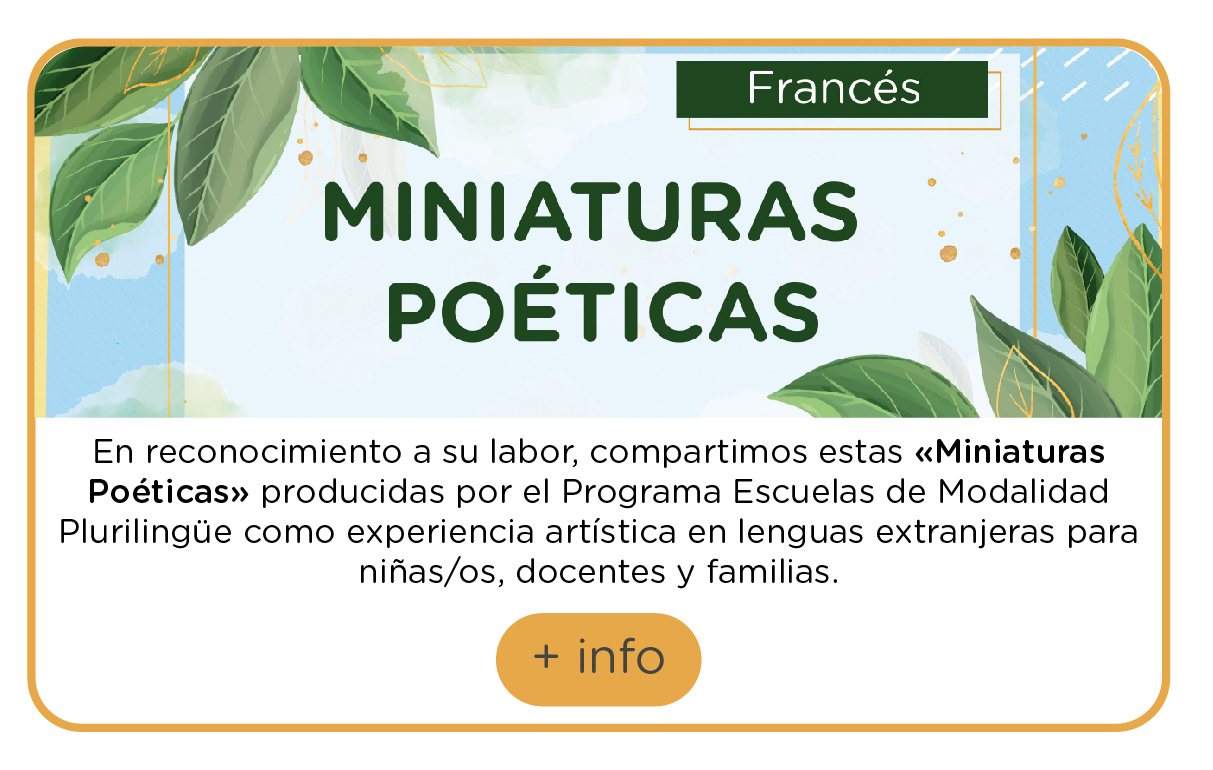 Francés
MINIATURAS
POÉTICAS
En reconocimiento a su labor, compartimos estas «Miniaturas
Poéticas» producidas por el Programa Escuelas de Modalidad
Plurilingüe como experiencia artística en lenguas extranjeras para
niñas/os, docentes y familias.
+ info